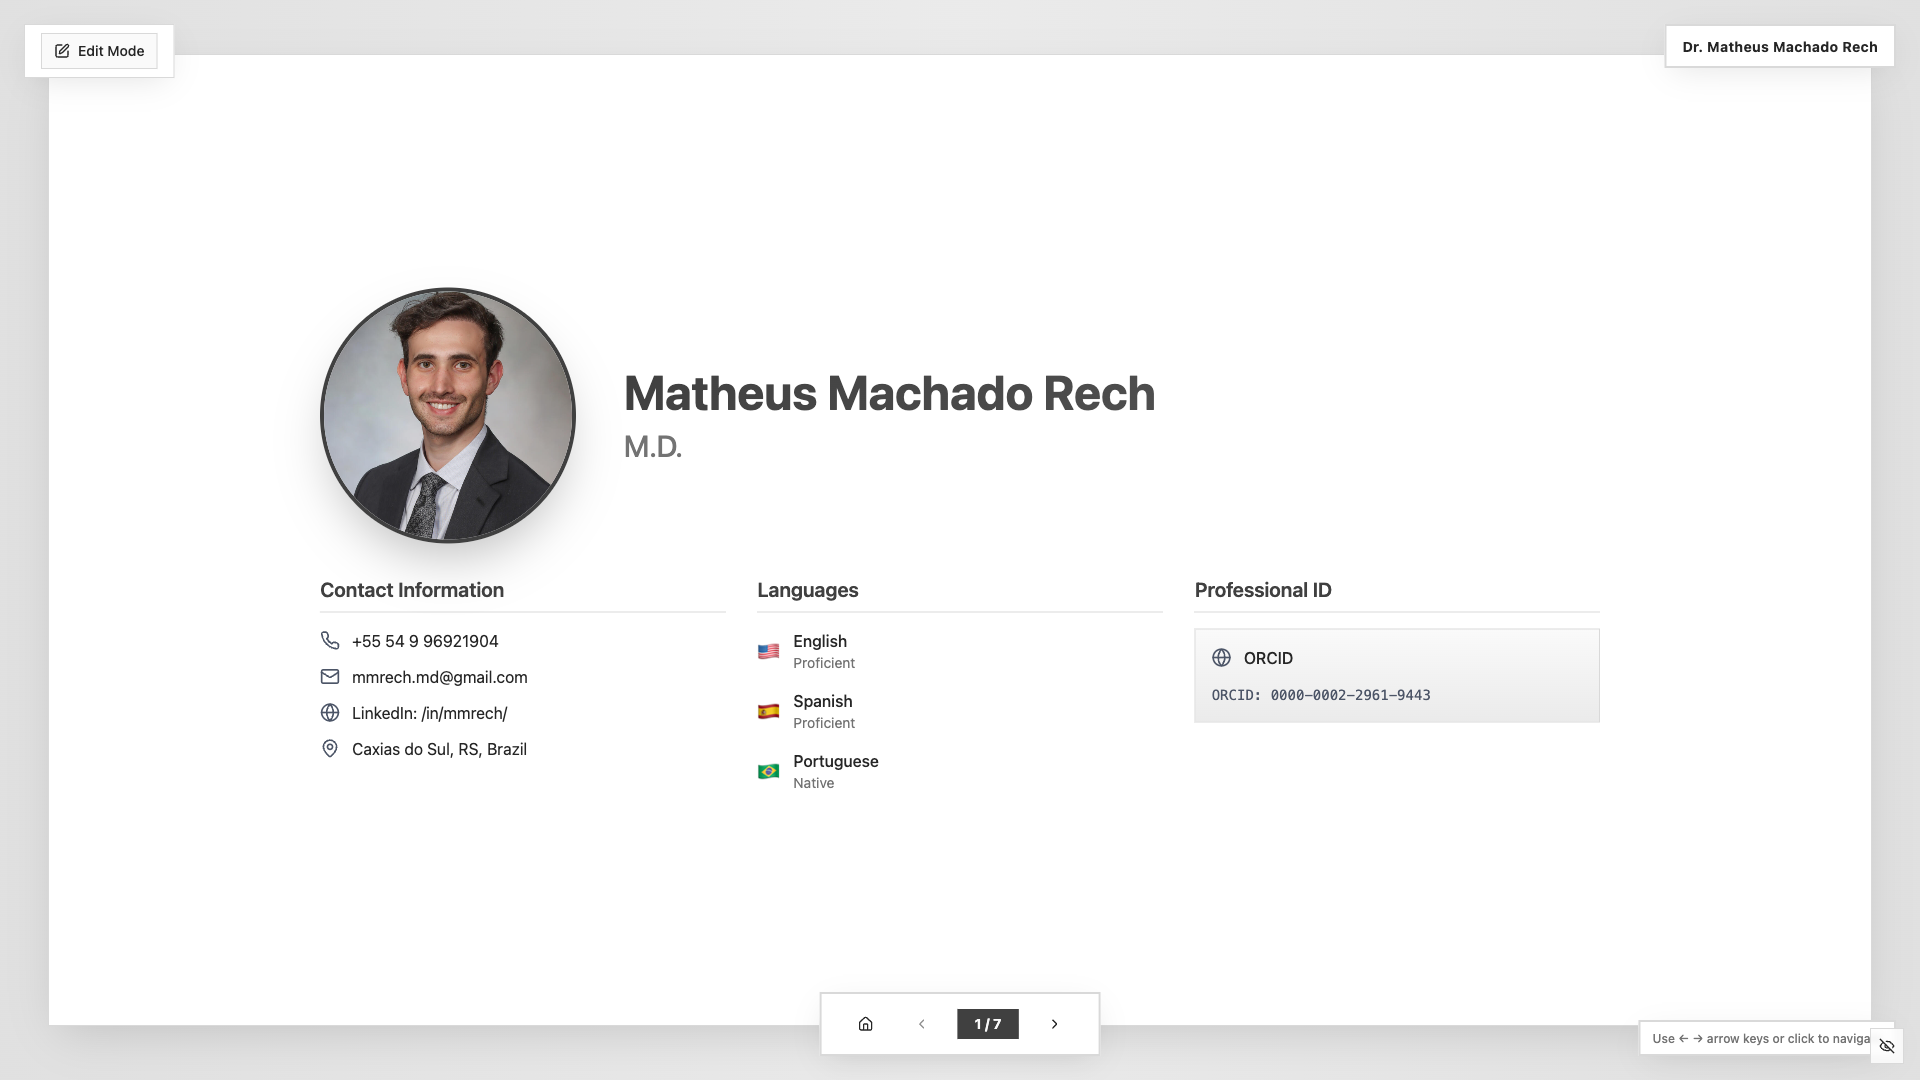 Edit Mode
Dr. Matheus Machado Rech
Matheus Machado Rech
M.D.
Contact Information
+55 54 9 96921904
mmrech.md@gmail.com
LinkedIn: /in/mmrech/
Caxias do Sul, RS, Brazil
Languages
English
Proficient
Spanish
Proficient
Portuguese
Native
Professional ID
ORCID
ORCID: 0000-0002-2961-9443
1 / 7
Use ← → arrow keys or click to naviga